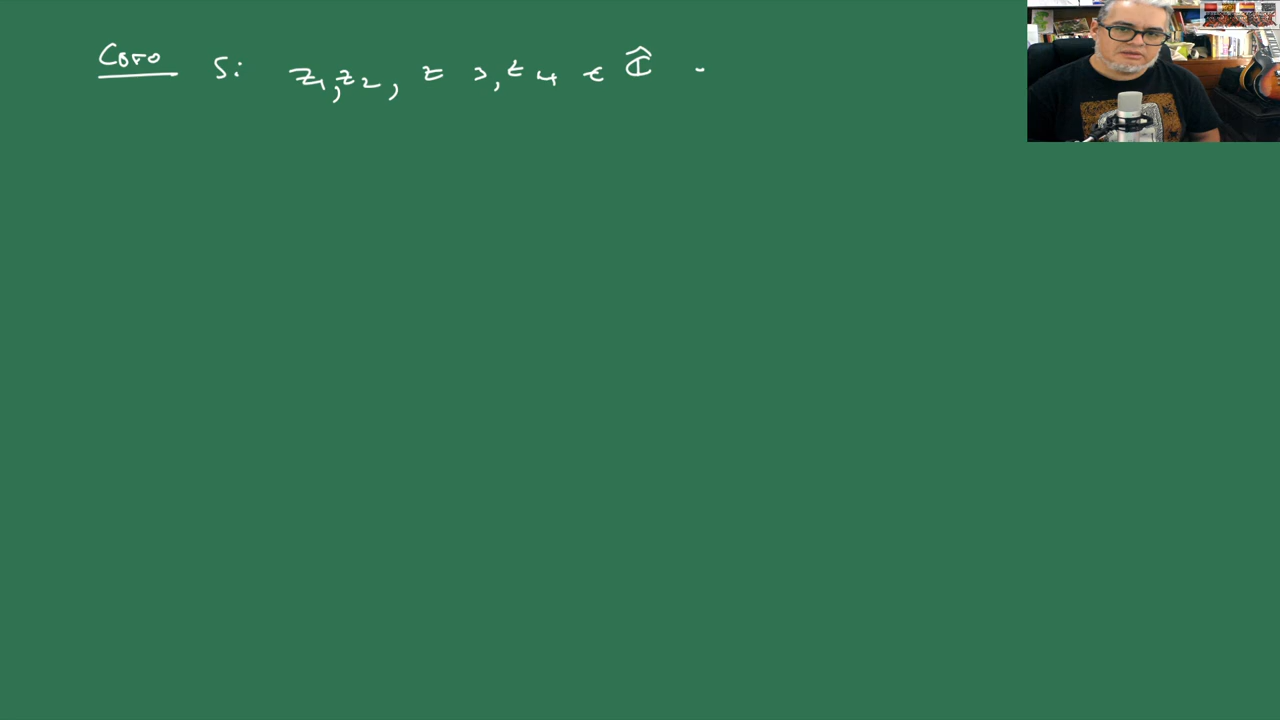 Coro Si z₁, z₂, z₃, z₄ ∈ Ĉ